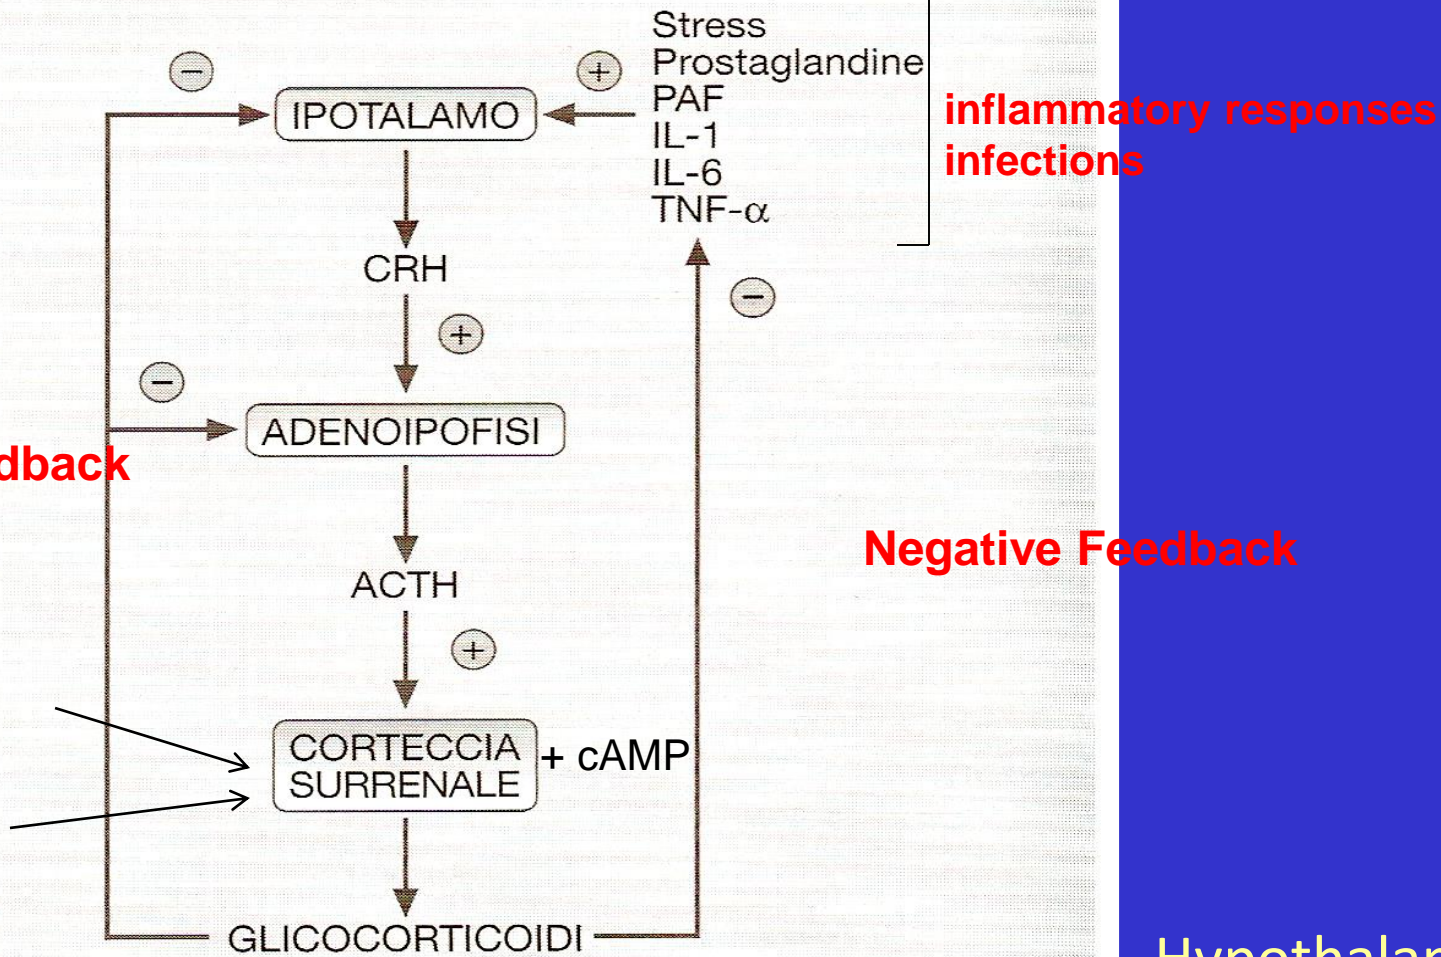 Stress
Prostaglandine
PAF
IL-1
IL-6
TNF-α
inflammatory responses
infections
−
+
IPOTALAMO
CRH
−
+
−
ADENOIPOFISI
dback
Negative Feedback
ACTH
+
CORTECCIA
SURRENALE
+ cAMP
GLICOCORTICOIDI